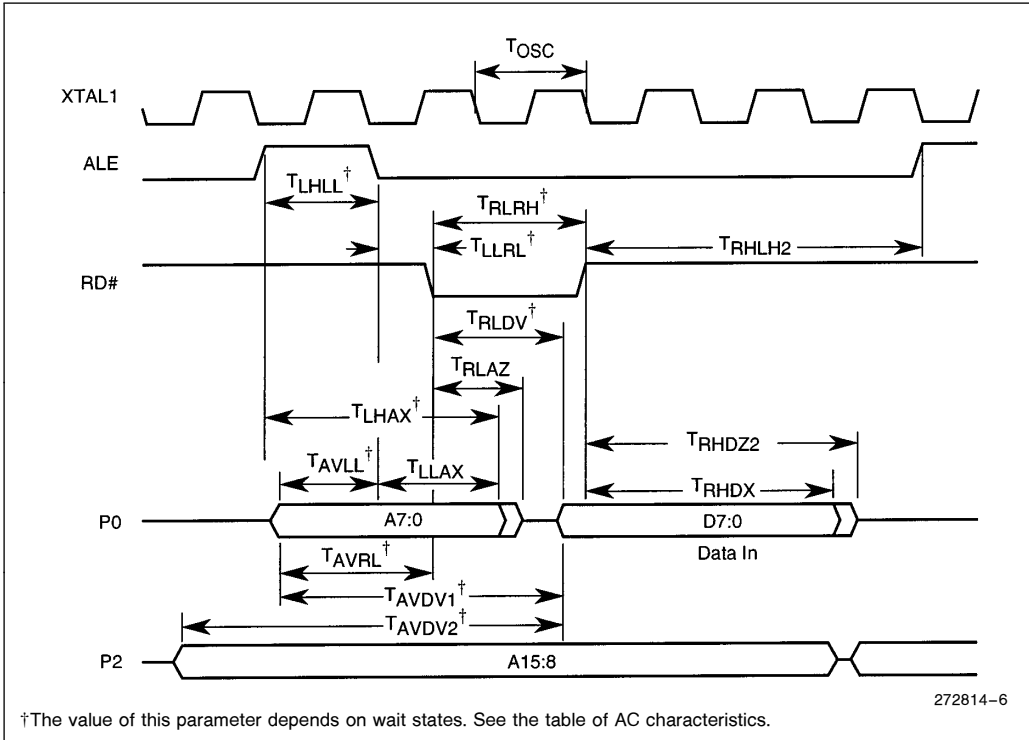 TOSC
XTAL1
ALE
TLHLL†
TRLRH†
TLLRL†
TRHLH2
RD#
TRLDV†
TRLAZ
TLHAX†
TRHDZ2
TAVLL†
TLLAX
TRHDX
P0
A7:0
D7:0
Data In
TAVRL†
TAVDV1†
TAVDV2†
P2
A15:8
272814–6
†The value of this parameter depends on wait states. See the table of AC characteristics.